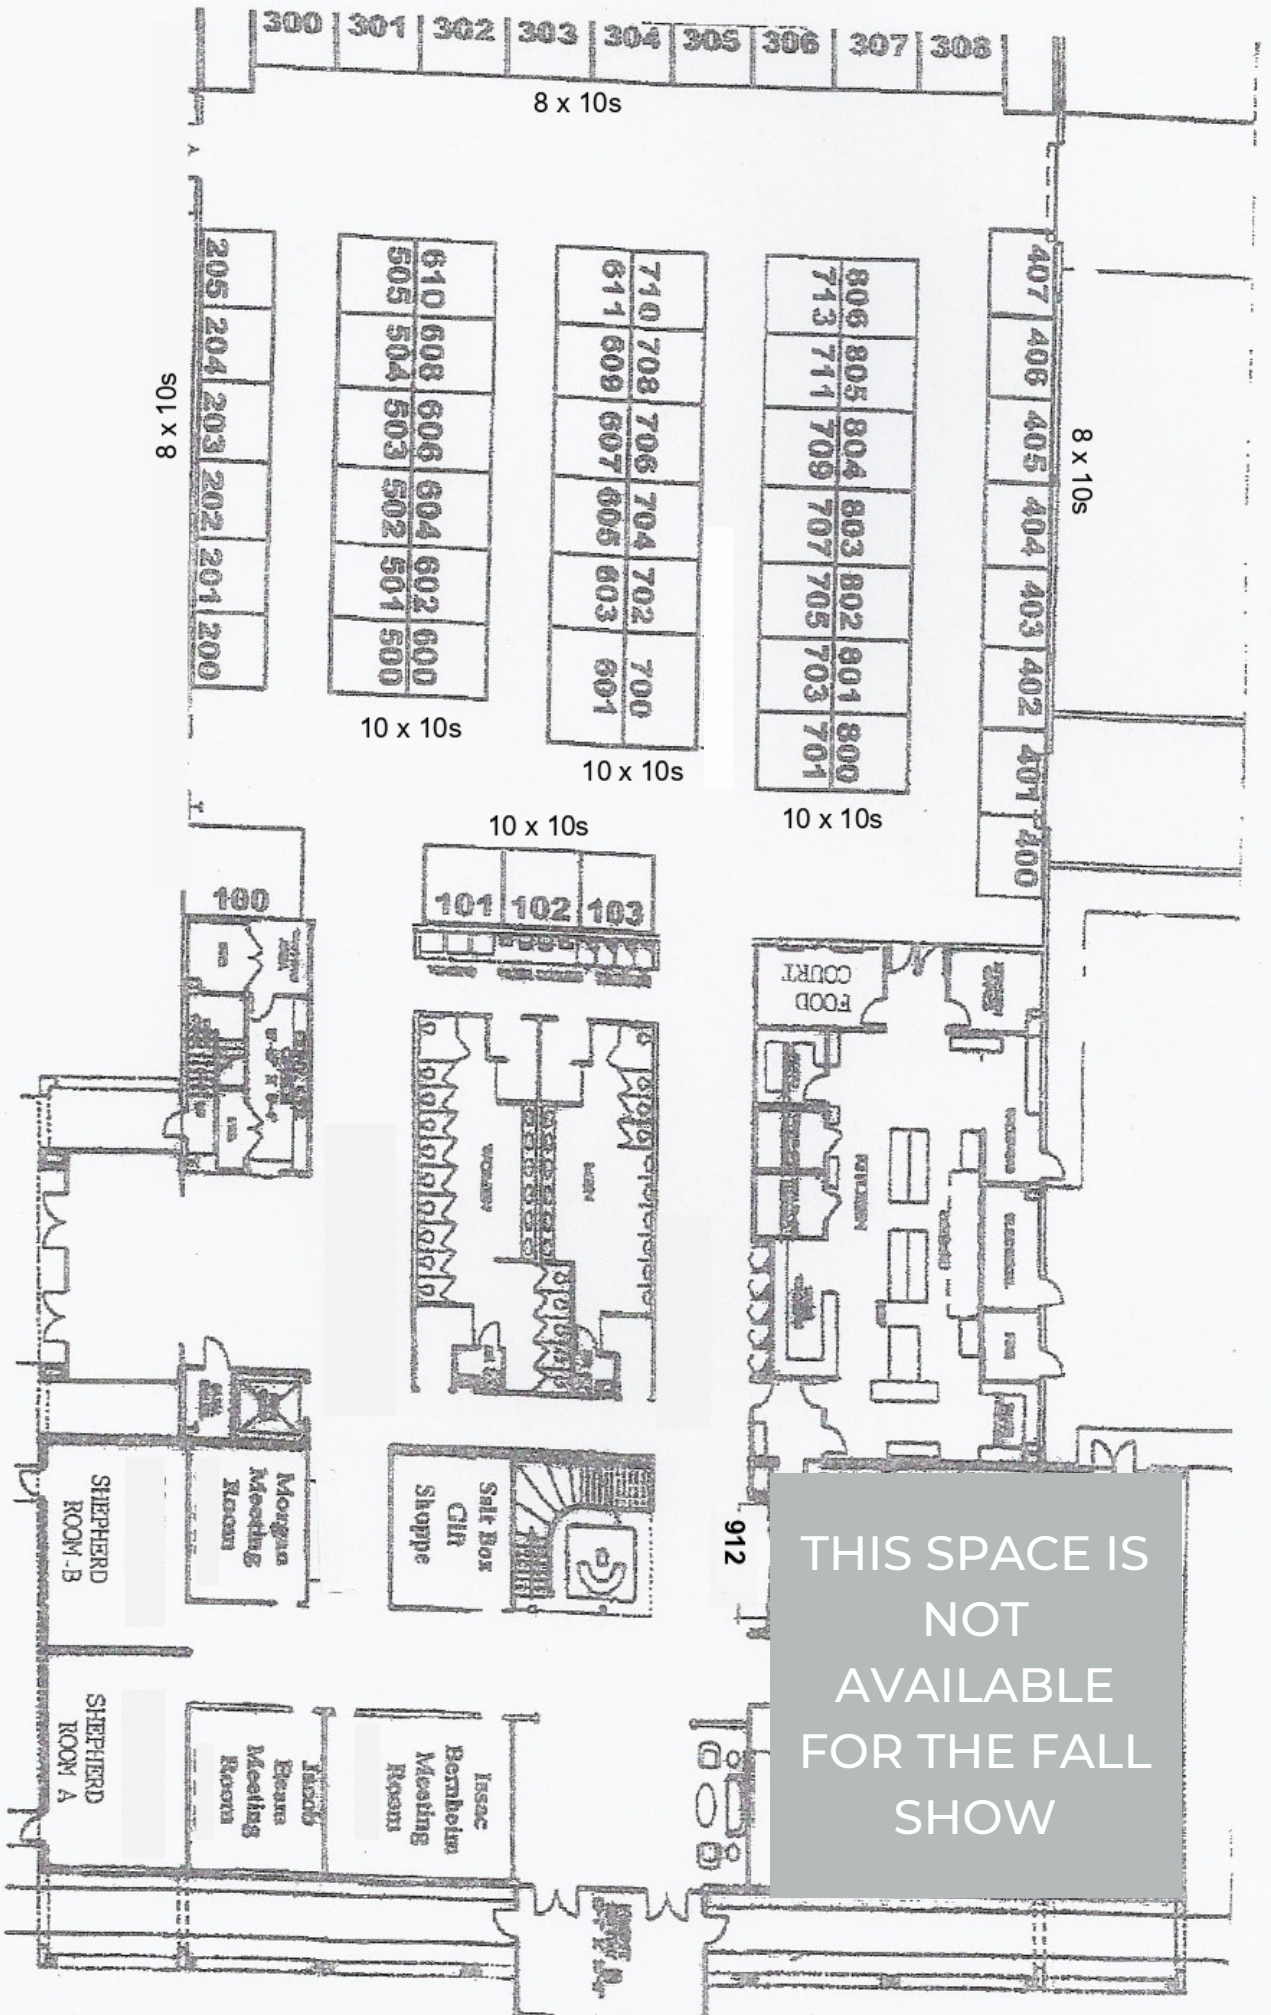 300 301 302 303 304 305 306 307 308
8 x 10s
205 204 203 202 201 200
8 x 10s
505 504 503 502 501 500
610 608 606 604 602 600
10 x 10s
611 609 607 605 603 601
710 708 706 704 702 700
10 x 10s
713 711 709 707 705 703 701
806 805 804 803 802 801 800
10 x 10s
407 406 405 404 403 402 401 400
8 x 10s
10 x 10s
100
101 102 103
FOOD
COURT
WOMEN
MEN
KITCHEN
SHEPHERD
ROOM-B
Morgan
Meeting
Room
Salt Box
Gift
Shoppe
912
THIS SPACE IS
NOT
AVAILABLE
FOR THE FALL
SHOW
SHEPHERD
ROOM A
Jacob
Beam
Meeting
Room
Issac
Bernheim
Meeting
Room